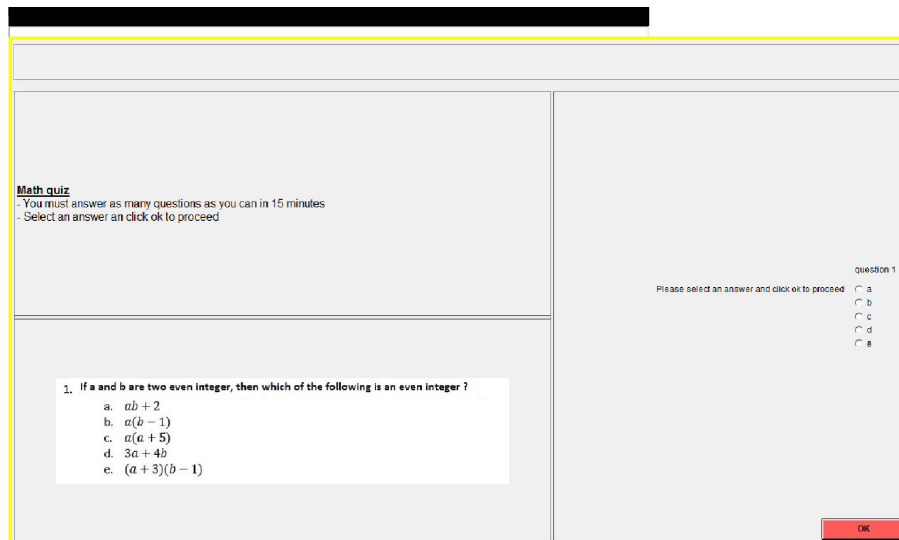 Math quiz
- You must answer as many questions as you can in 15 minutes
- Select an answer an click ok to proceed
question 1
Please select an answer and click ok to proceed a
b
c
d
e
1. If a and b are two even integer, then which of the following is an even integer ?
a. ab + 2
b. a(b − 1)
c. a(a + 5)
d. 3a + 4b
e. (a + 3)(b − 1)
OK